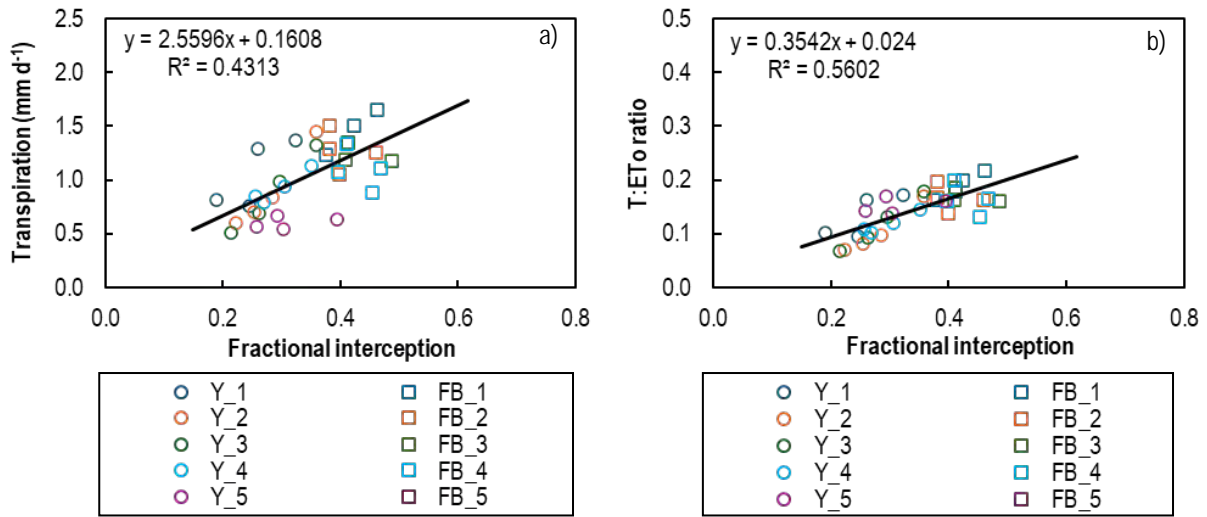 y = 2.5596x + 0.1608
R² = 0.4313
a)
Transpiration (mm d⁻¹)
2.5
2.0
1.5
1.0
0.5
0.0
0.0 0.2 0.4 0.6 0.8
Fractional interception
Y_1 FB_1
Y_2 FB_2
Y_3 FB_3
Y_4 FB_4
Y_5 FB_5
y = 0.3542x + 0.024
R² = 0.5602
b)
T:ETo ratio
0.5
0.4
0.3
0.2
0.1
0.0
0.0 0.2 0.4 0.6 0.8
Fractional interception
Y_1 FB_1
Y_2 FB_2
Y_3 FB_3
Y_4 FB_4
Y_5 FB_5